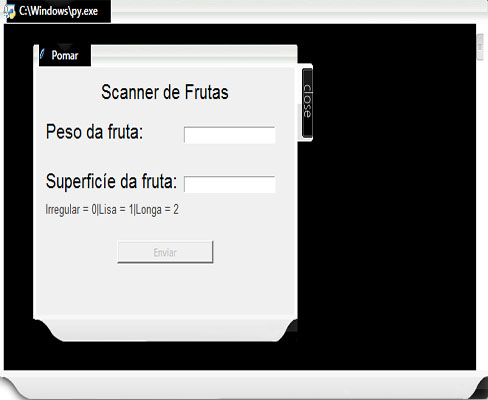 C:\Windows\py.exe
Pomar
close
Scanner de Frutas
Peso da fruta:
Superficíe da fruta:
Irregular = 0|Lisa = 1|Longa = 2
Enviar